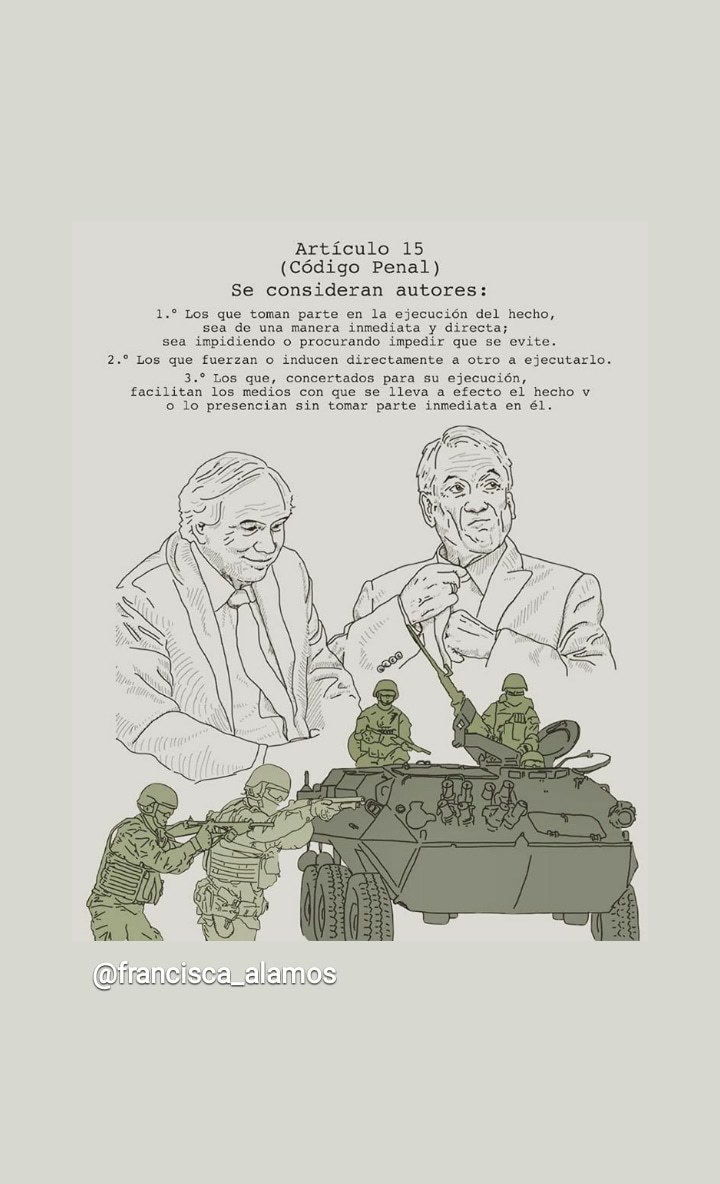 Artículo 15
(Código Penal)
Se consideran autores:
1.° Los que toman parte en la ejecución del hecho,
sea de una manera inmediata y directa;
sea impidiendo o procurando impedir que se evite.
2.° Los que fuerzan o inducen directamente a otro a ejecutarlo.
3.° Los que, concertados para su ejecución,
facilitan los medios con que se lleva a efecto el hecho v
o lo presencian sin tomar parte inmediata en él.
@francisca_alamos